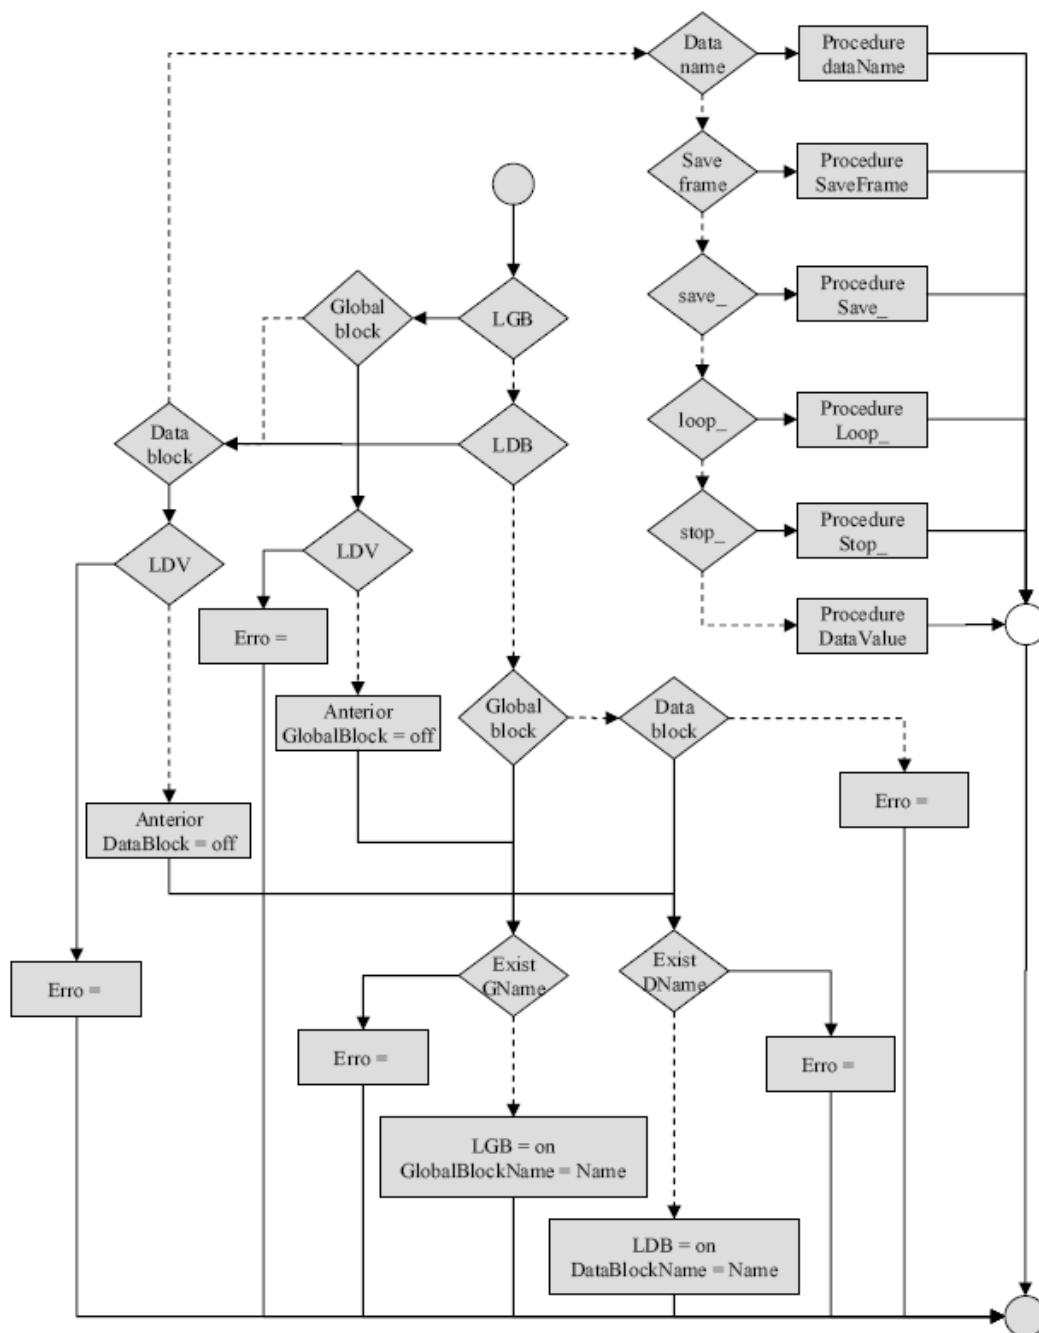 Data
name
Procedure
dataName
Save
frame
Procedure
SaveFrame
Global
block
LGB
save_
Procedure
Save_
Data
block
LDB
loop_
Procedure
Loop_
LDV
LDV
stop_
Procedure
Stop_
Erro =
Procedure
DataValue
Anterior
GlobalBlock = off
Global
block
Data
block
Anterior
DataBlock = off
Erro =
Erro =
Exist
GName
Exist
DName
Erro =
Erro =
LGB = on
GlobalBlockName = Name
LDB = on
DataBlockName = Name